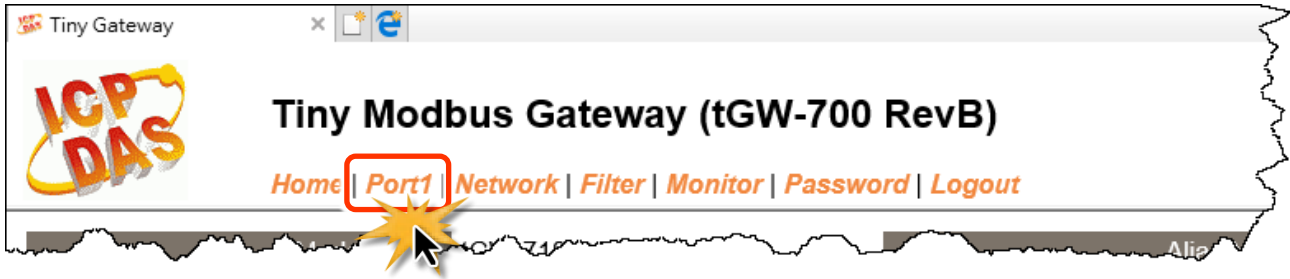 Tiny Gateway
ICP
DAS
Tiny Modbus Gateway (tGW-700 RevB)
Home | Port1 | Network | Filter | Monitor | Password | Logout